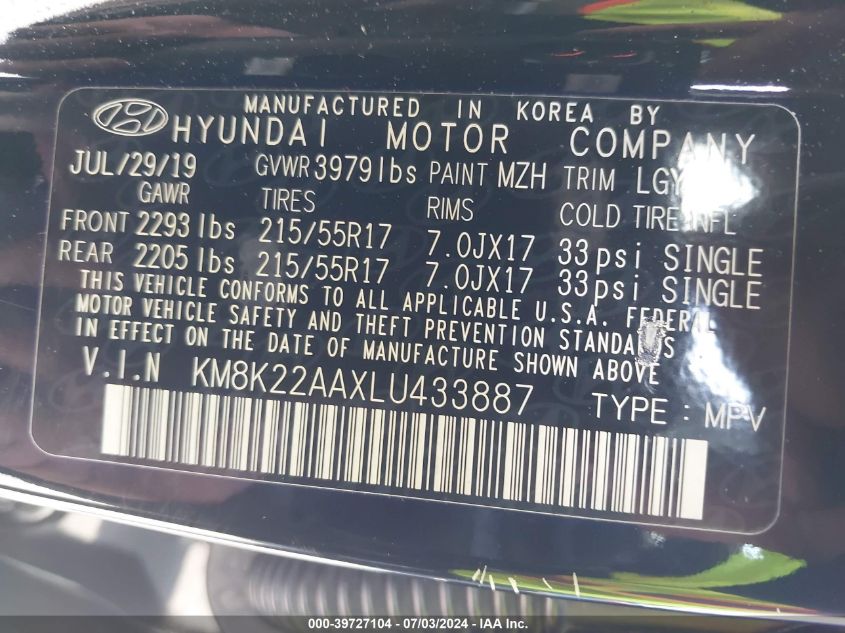 MANUFACTURED IN KOREA BY
HYUNDAI MOTOR COMPANY
JUL/29/19 GVWR 3979 lbs PAINT MZH TRIM LGY
GAWR TIRES RIMS COLD TIRE INFL
FRONT 2293 lbs 215/55R17 7.0JX17 33psi SINGLE
REAR 2205 lbs 215/55R17 7.0JX17 33psi SINGLE
THIS VEHICLE CONFORMS TO ALL APPLICABLE U.S.A. FEDERAL
MOTOR VEHICLE SAFETY AND THEFT PREVENTION STANDARDS
IN EFFECT ON THE DATE OF MANUFACTURE SHOWN ABOVE
V.I.N KM8K22AAXLU433887 TYPE : MPV
000-39727104 - 07/03/2024 - IAA Inc.